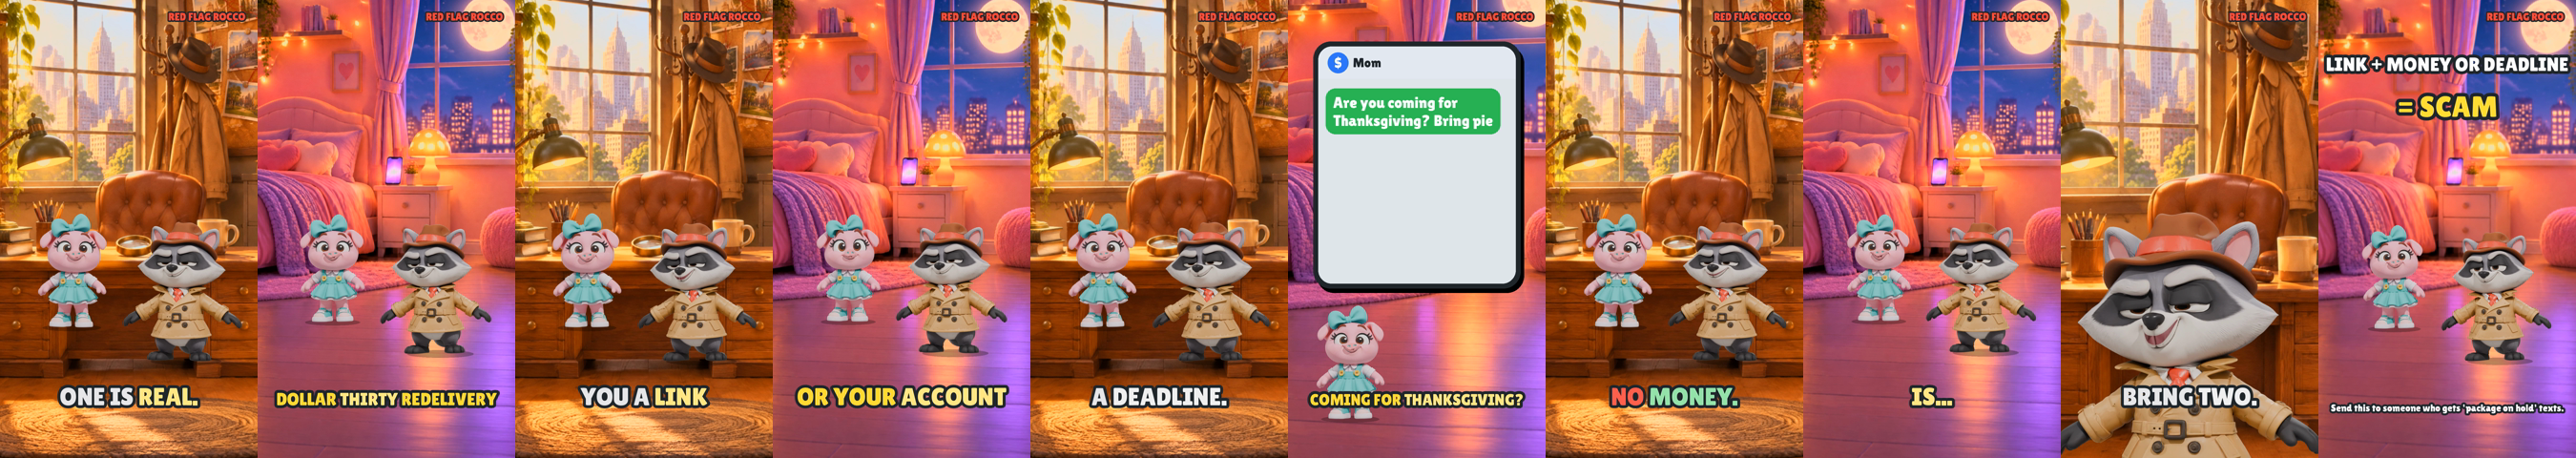 RED FLAG ROCCO
ONE IS REAL.
RED FLAG ROCCO
DOLLAR THIRTY REDELIVERY
RED FLAG ROCCO
YOU A LINK
RED FLAG ROCCO
OR YOUR ACCOUNT
RED FLAG ROCCO
A DEADLINE.
RED FLAG ROCCO
$ Mom
Are you coming for
Thanksgiving? Bring pie
COMING FOR THANKSGIVING?
RED FLAG ROCCO
NO MONEY.
RED FLAG ROCCO
IS...
RED FLAG ROCCO
BRING TWO.
RED FLAG ROCCO
LINK + MONEY OR DEADLINE
= SCAM
Send this to someone who gets 'package on hold' texts.